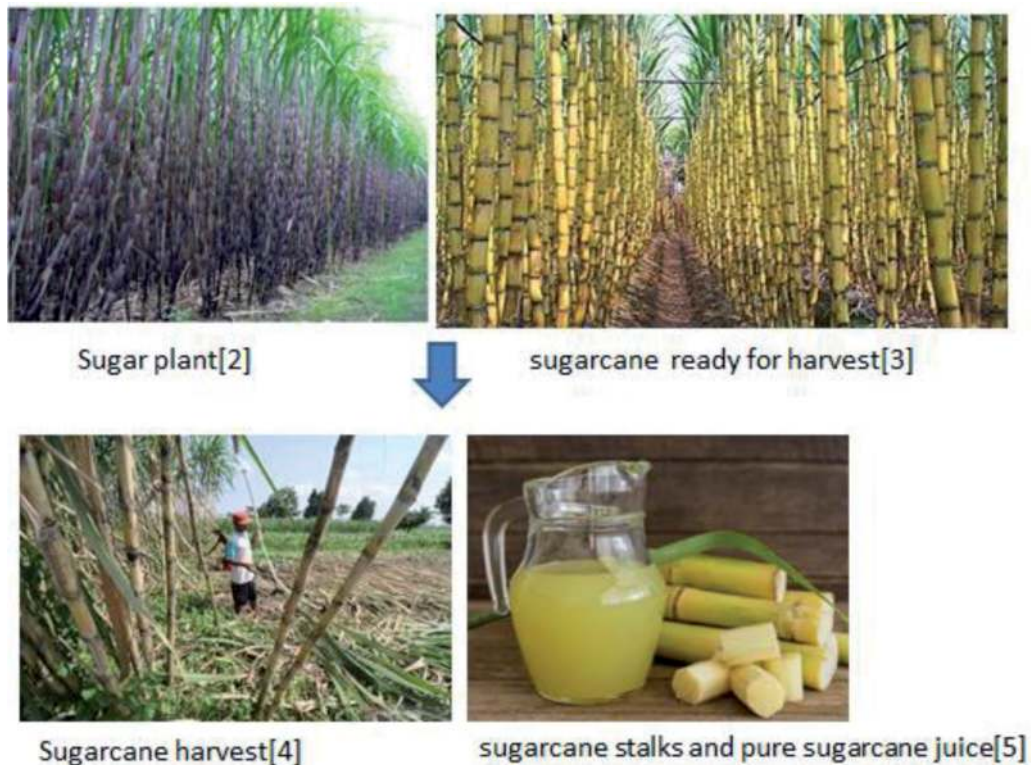 Sugar plant[2]
sugarcane ready for harvest[3]
Sugarcane harvest[4]
sugarcane stalks and pure sugarcane juice[5]